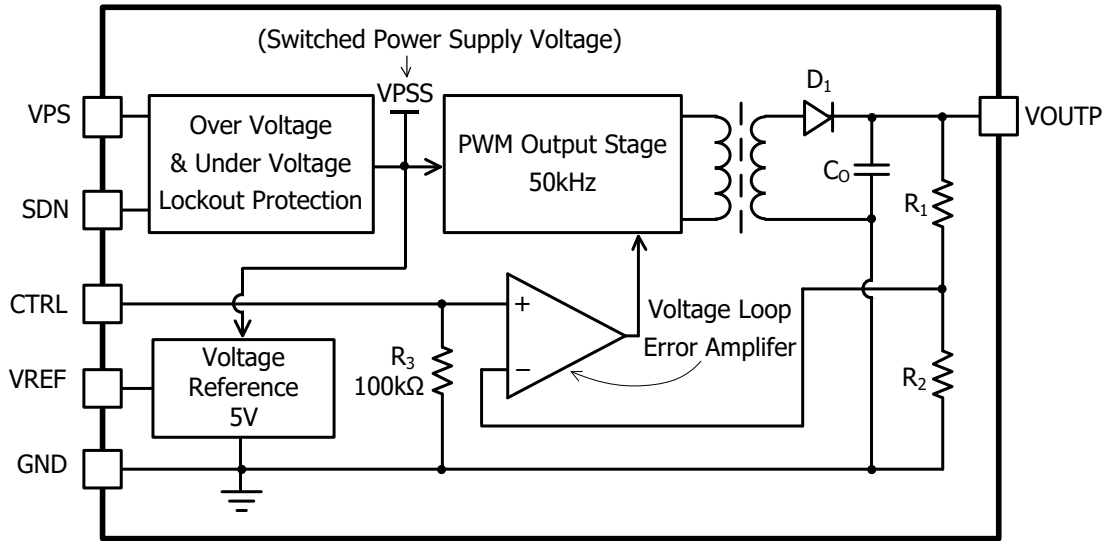 (Switched Power Supply Voltage)
VPSS
D1
VPS
VOUTP
Over Voltage
& Under Voltage
Lockout Protection
PWM Output Stage
50kHz
CO
SDN
R1
CTRL
+
Voltage Loop
Error Amplifer
R3
100kΩ
Voltage
Reference
5V
VREF
−
R2
GND